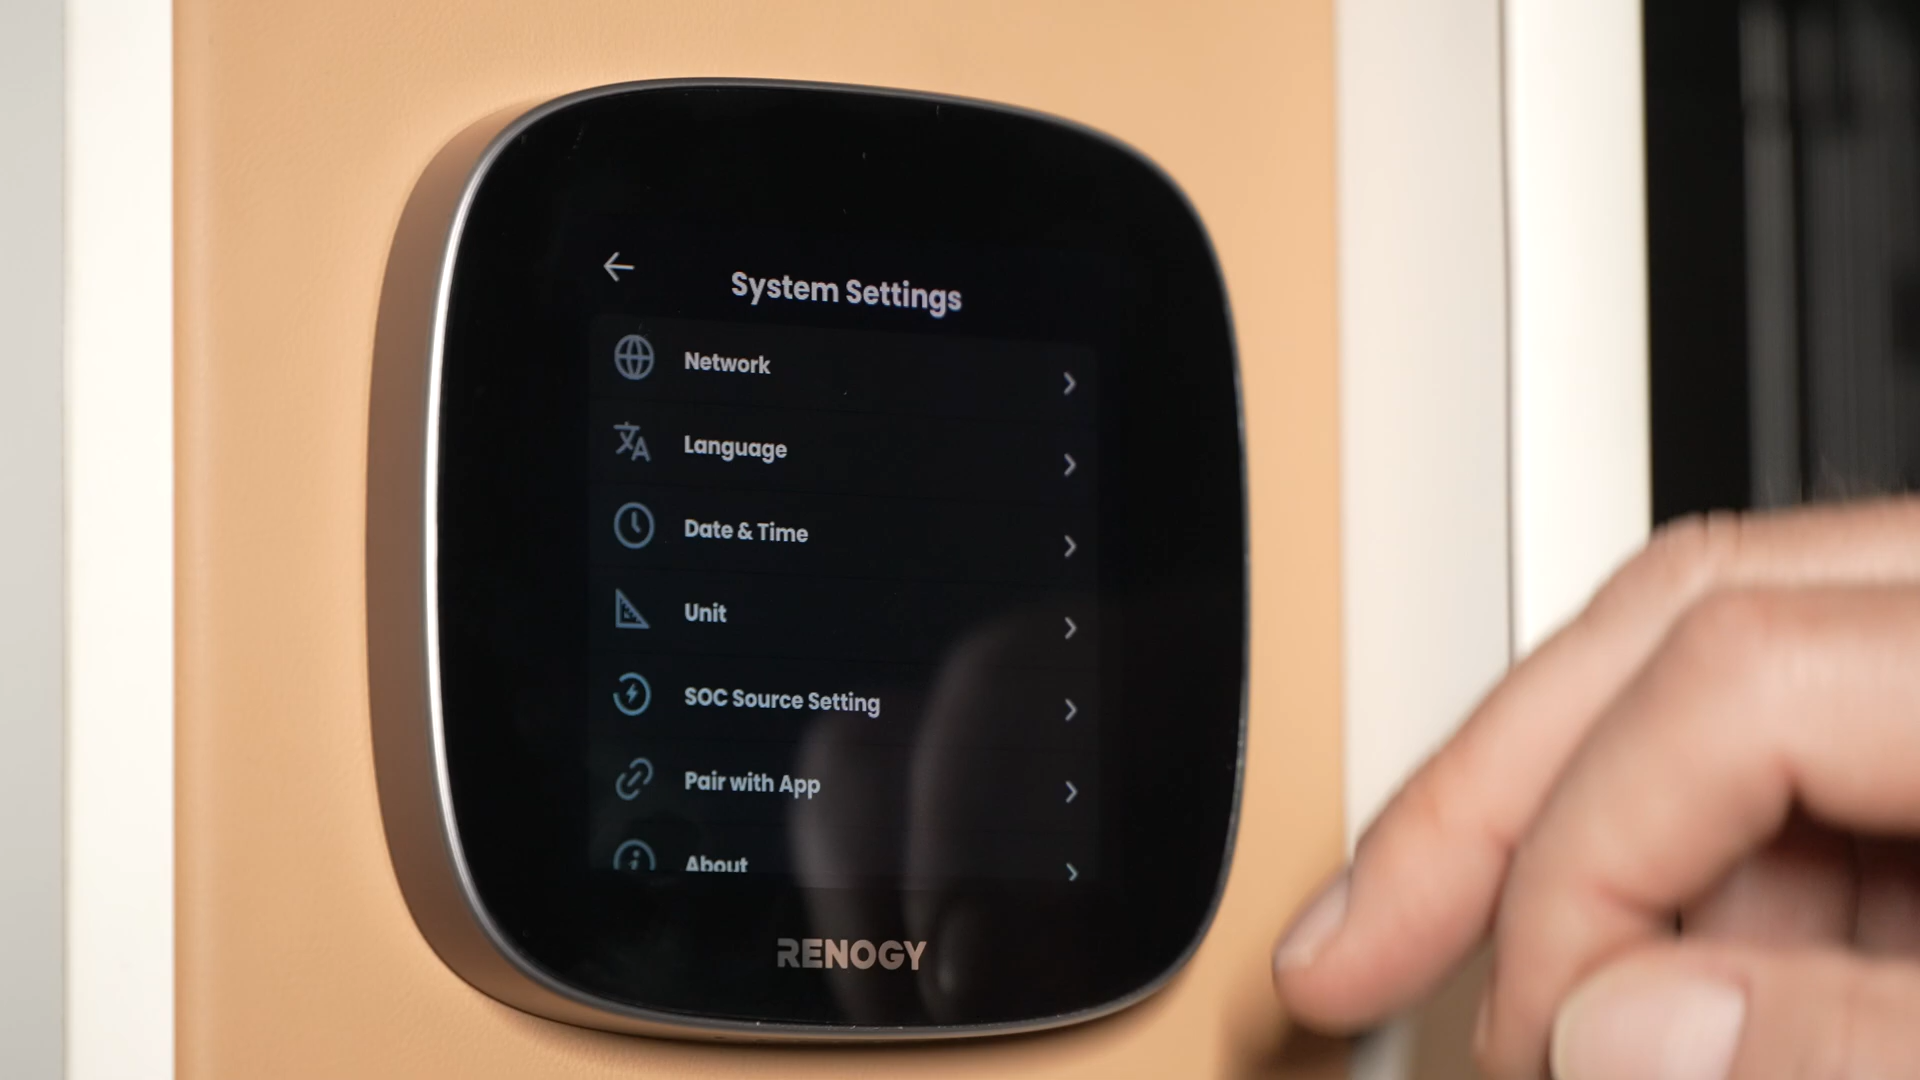 System Settings
Network
Language
Date & Time
Unit
SOC Source Setting
Pair with App
About
RENOGY